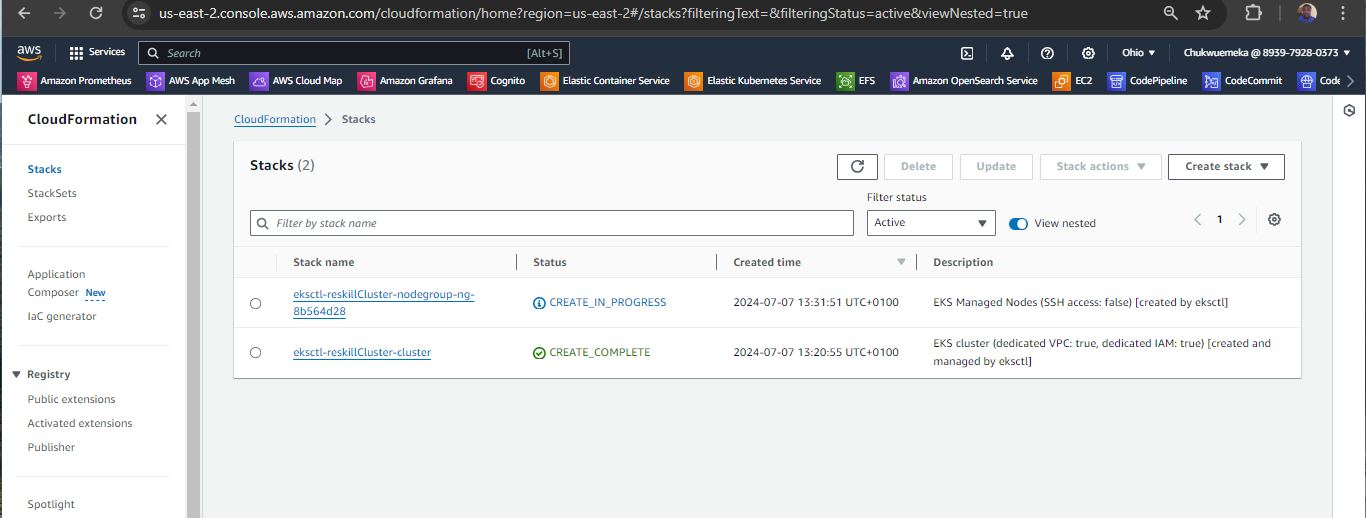 us-east-2.console.aws.amazon.com/cloudformation/home?region=us-east-2#/stacks?filteringText=&filteringStatus=active&viewNested=true
aws Services Search [Alt+S] Ohio Chukwuemeka @ 8939-7928-0373
Amazon Prometheus AWS App Mesh AWS Cloud Map Amazon Grafana Cognito Elastic Container Service Elastic Kubernetes Service EFS Amazon OpenSearch Service EC2 CodePipeline CodeCommit Code
CloudFormation
Stacks
StackSets
Exports
Application
Composer New
IaC generator
Registry
Public extensions
Activated extensions
Publisher
Spotlight
CloudFormation > Stacks
Stacks (2)
Delete Update Stack actions Create stack
Filter status
Filter by stack name Active View nested 1
Stack name Status Created time Description
eksctl-reskillCluster-nodegroup-ng-
8b564d28 CREATE_IN_PROGRESS 2024-07-07 13:31:51 UTC+0100 EKS Managed Nodes (SSH access: false) [created by eksctl]
eksctl-reskillCluster-cluster CREATE_COMPLETE 2024-07-07 13:20:55 UTC+0100 EKS cluster (dedicated VPC: true, dedicated IAM: true) [created and
managed by eksctl]